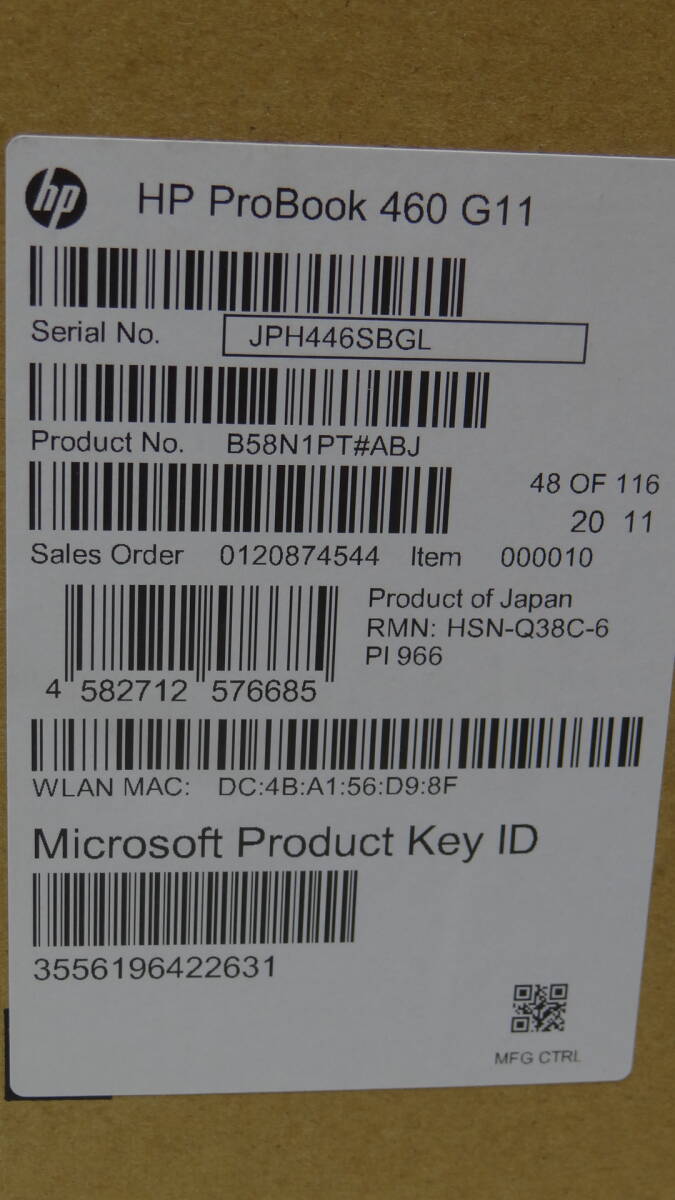 hp HP ProBook 460 G11
Serial No. JPH446SBGL
Product No. B58N1PT#ABJ
48 OF 116
20 11
Sales Order 0120874544 Item 000010
Product of Japan
RMN: HSN-Q38C-6
PI 966
4 582712 576685
WLAN MAC: DC:4B:A1:56:D9:8F
Microsoft Product Key ID
3556196422631
MFG CTRL